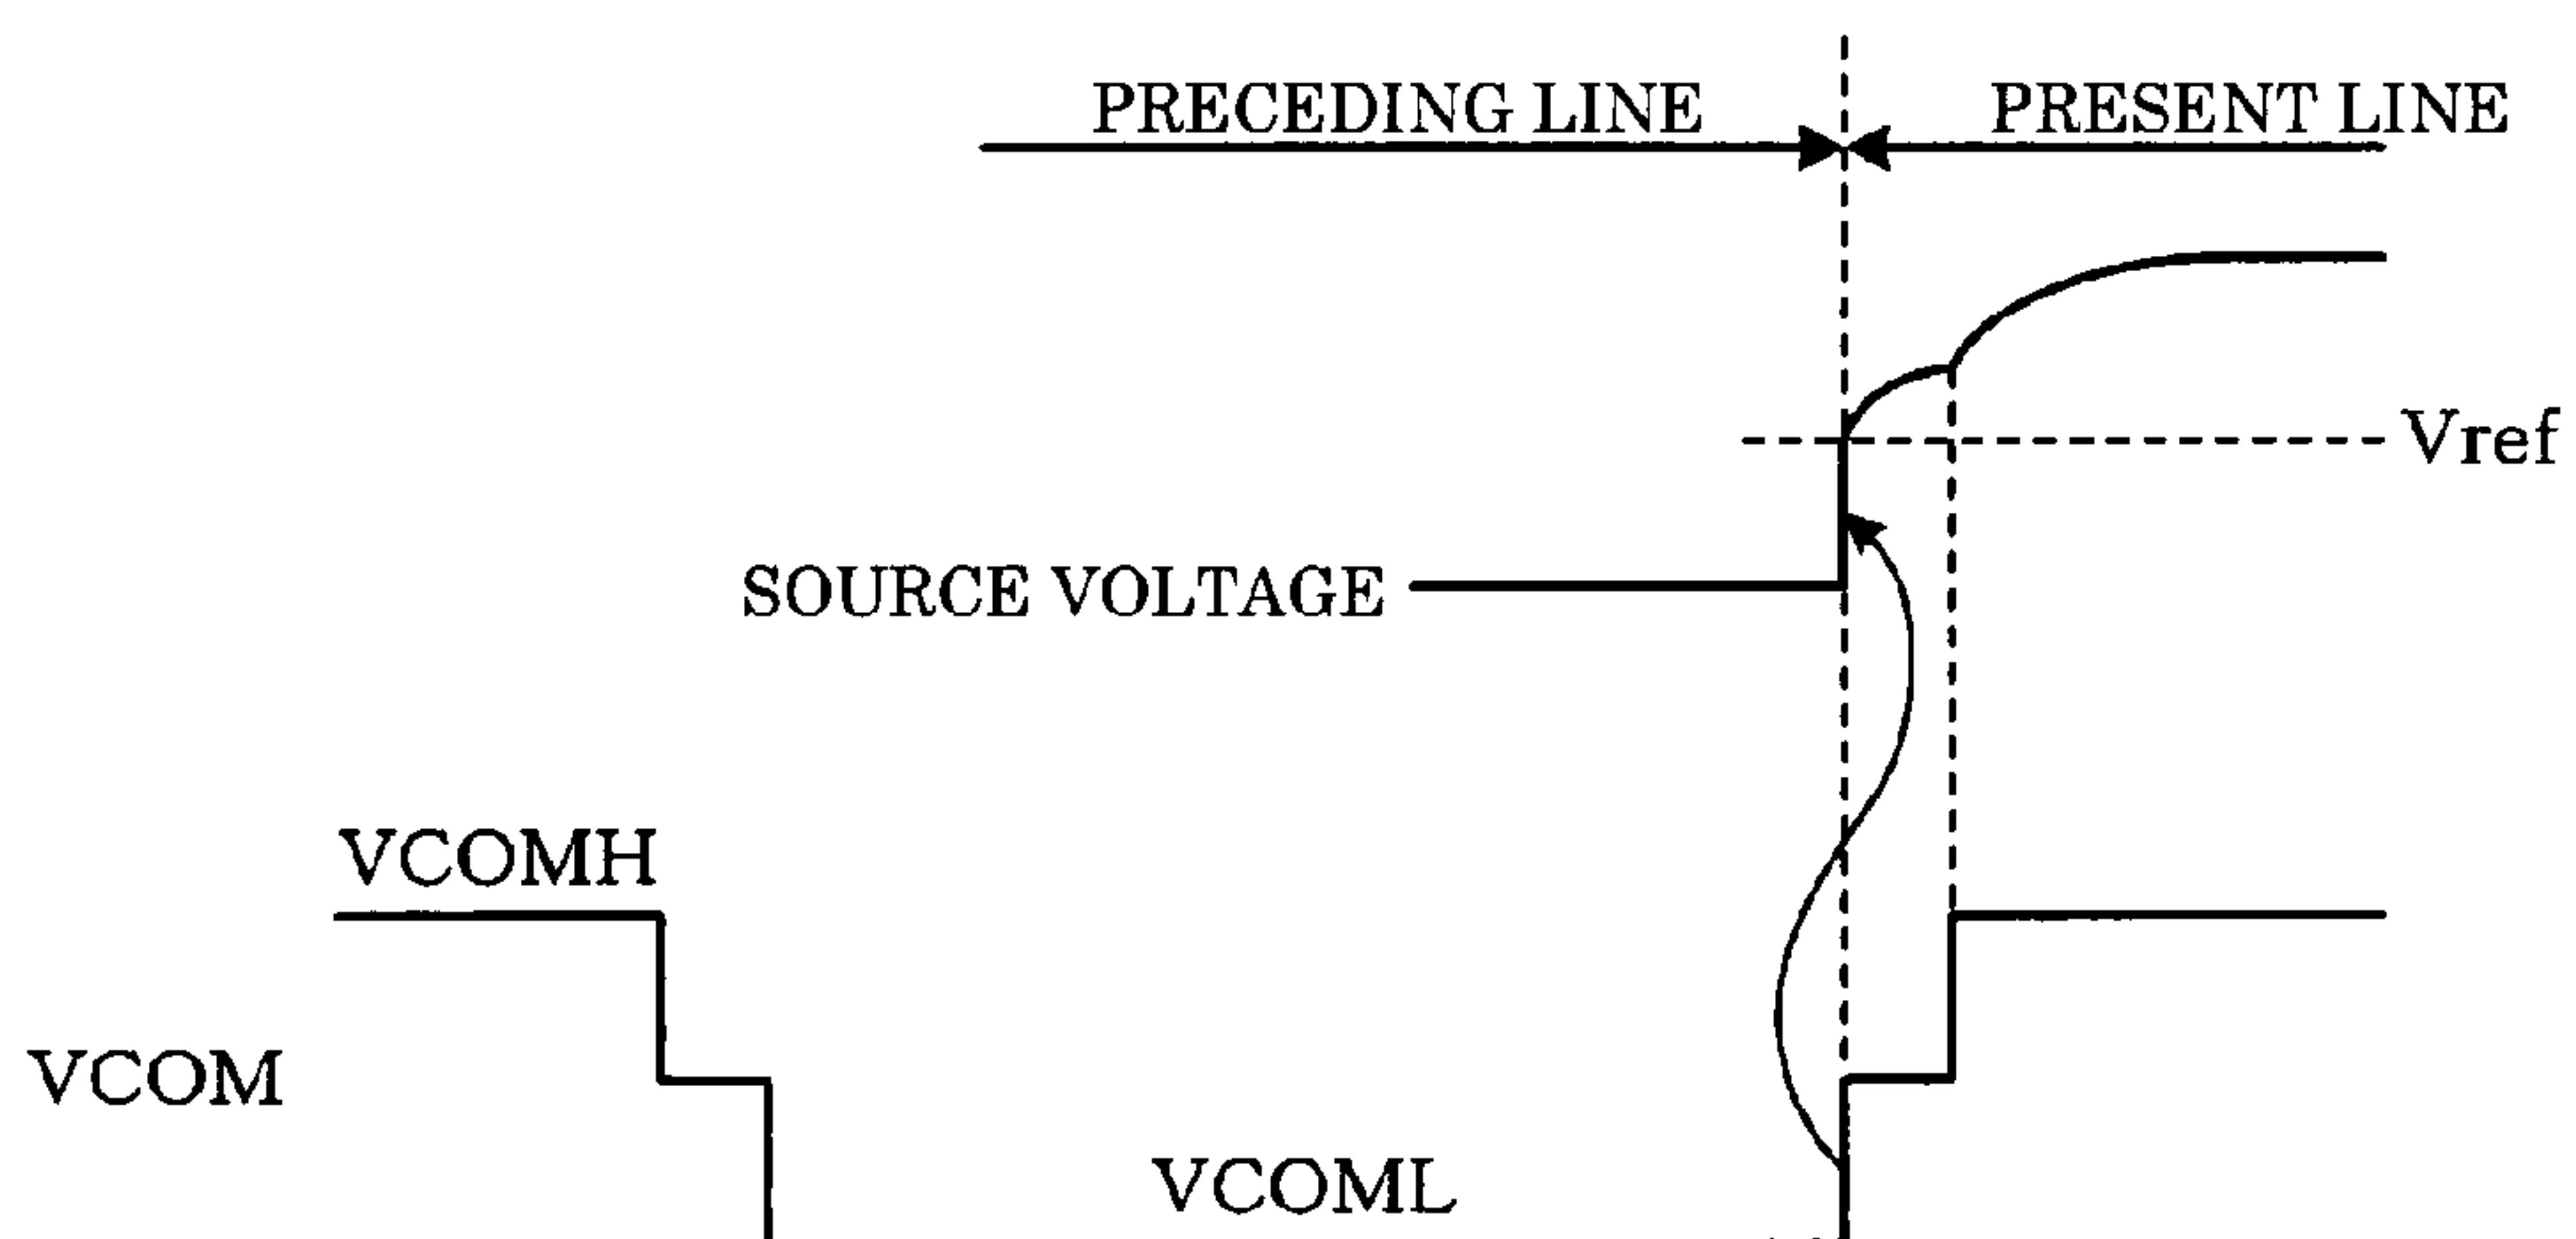 PRECEDING LINE
PRESENT LINE
Vref
SOURCE VOLTAGE
VCOMH
VCOM
VCOML